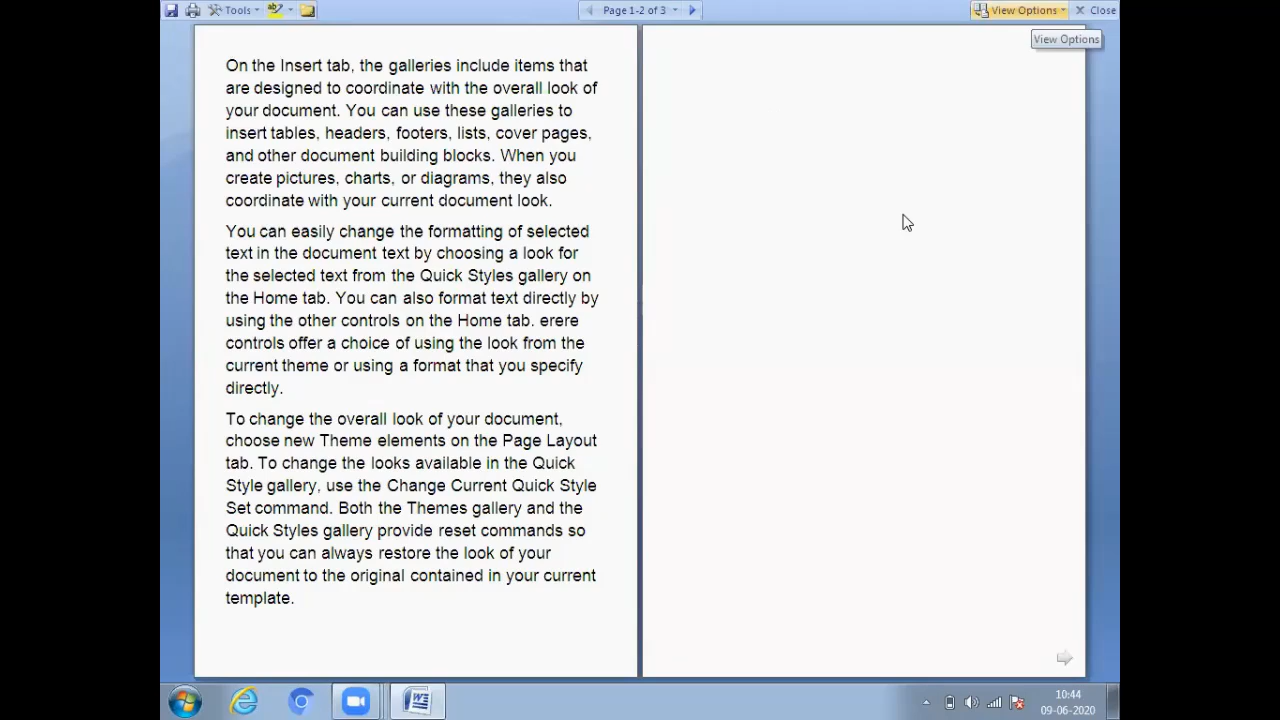 Tools
Page 1-2 of 3
View Options
Close
View Options
On the Insert tab, the galleries include items that
are designed to coordinate with the overall look of
your document. You can use these galleries to
insert tables, headers, footers, lists, cover pages,
and other document building blocks. When you
create pictures, charts, or diagrams, they also
coordinate with your current document look.
You can easily change the formatting of selected
text in the document text by choosing a look for
the selected text from the Quick Styles gallery on
the Home tab. You can also format text directly by
using the other controls on the Home tab. erere
controls offer a choice of using the look from the
current theme or using a format that you specify
directly.
To change the overall look of your document,
choose new Theme elements on the Page Layout
tab. To change the looks available in the Quick
Style gallery, use the Change Current Quick Style
Set command. Both the Themes gallery and the
Quick Styles gallery provide reset commands so
that you can always restore the look of your
document to the original contained in your current
template.
10:44
09-06-2020